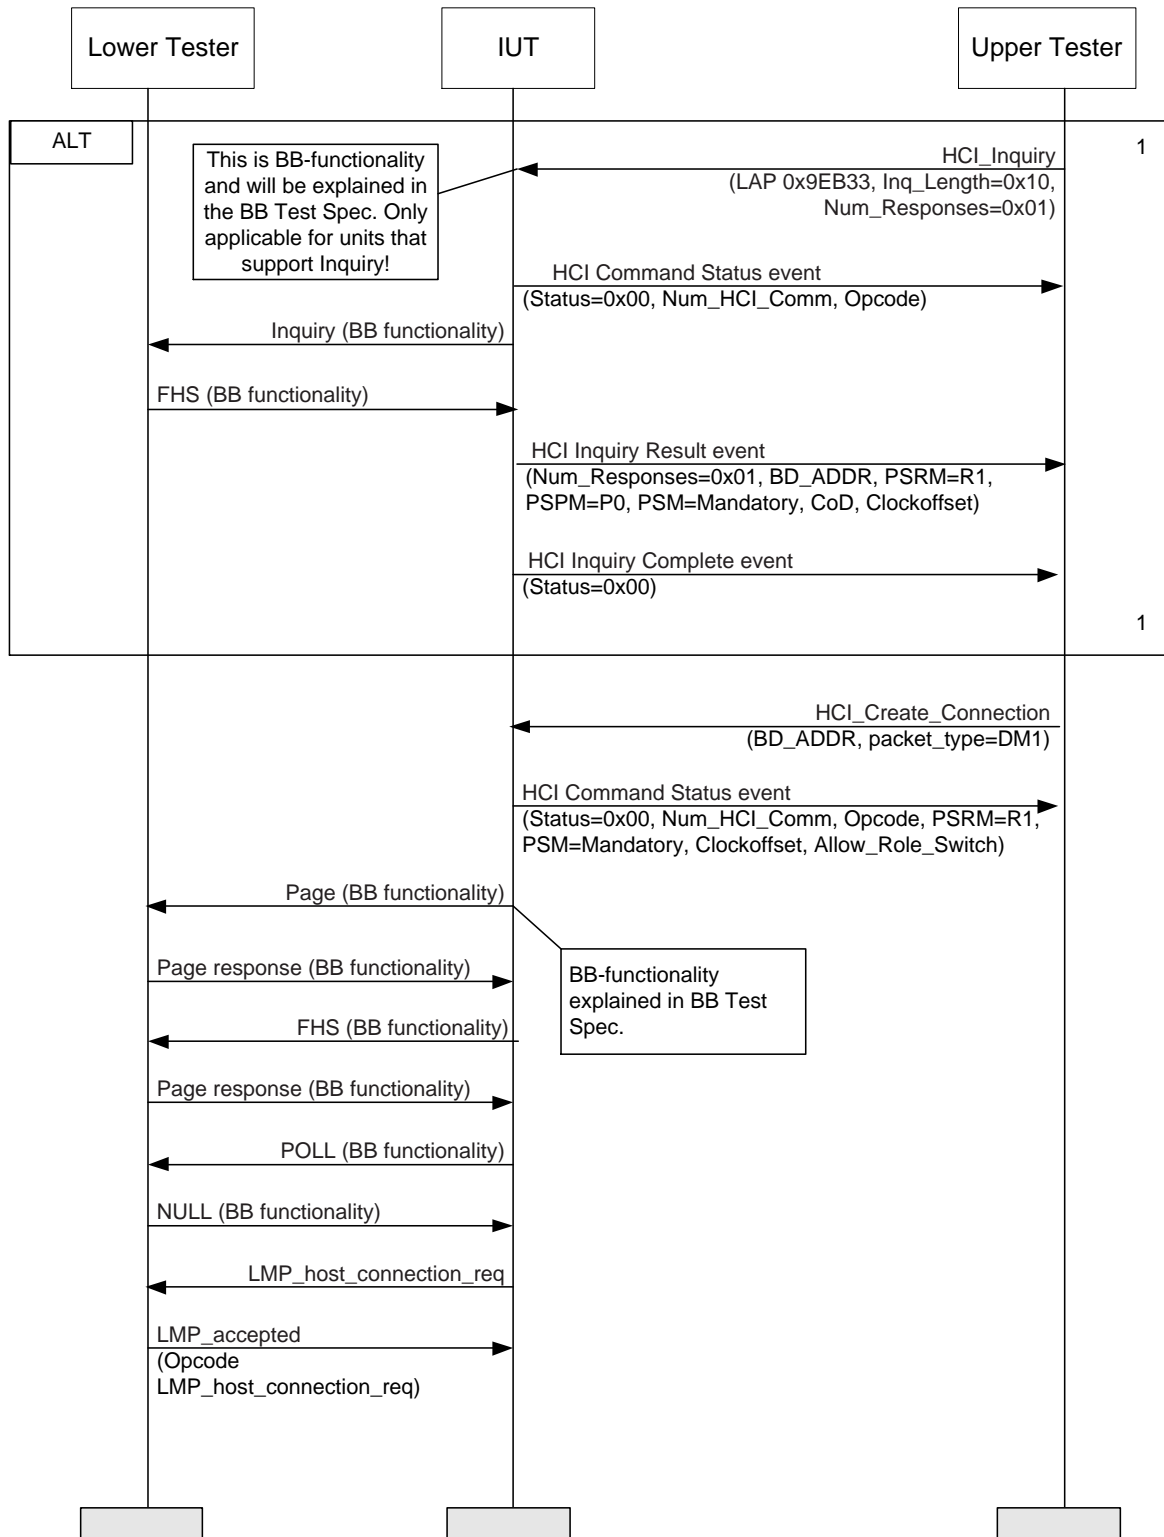 Lower Tester
IUT
Upper Tester
ALT
1
This is BB-functionality
and will be explained in
the BB Test Spec. Only
applicable for units that
support Inquiry!
HCI_Inquiry
(LAP 0x9EB33, Inq_Length=0x10,
Num_Responses=0x01)
HCI Command Status event
(Status=0x00, Num_HCI_Comm, Opcode)
Inquiry (BB functionality)
FHS (BB functionality)
HCI Inquiry Result event
(Num_Responses=0x01, BD_ADDR, PSRM=R1,
PSPM=P0, PSM=Mandatory, CoD, Clockoffset)
HCI Inquiry Complete event
(Status=0x00)
1
HCI_Create_Connection
(BD_ADDR, packet_type=DM1)
HCI Command Status event
(Status=0x00, Num_HCI_Comm, Opcode, PSRM=R1,
PSM=Mandatory, Clockoffset, Allow_Role_Switch)
Page (BB functionality)
BB-functionality
explained in BB Test
Spec.
Page response (BB functionality)
FHS (BB functionality)
Page response (BB functionality)
POLL (BB functionality)
NULL (BB functionality)
LMP_host_connection_req
LMP_accepted
(Opcode
LMP_host_connection_req)